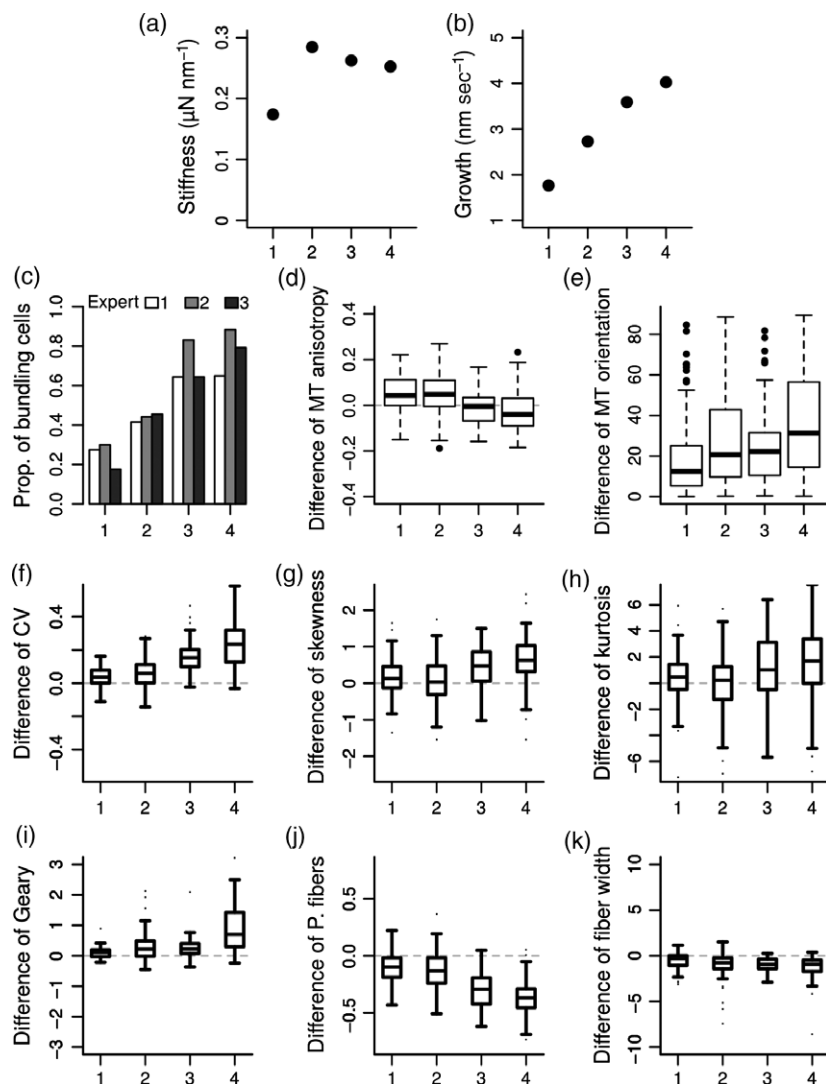 (a)
Stiffness (μN nm⁻¹)
0 0.1 0.2 0.3
1 2 3 4
(b)
Growth (nm sec⁻¹)
1 2 3 4 5
1 2 3 4
(c)
Prop. of bundling cells
0.0 0.2 0.4 0.6 0.8 1.0
Expert 1 2 3
1 2 3 4
(d)
Difference of MT anisotropy
−0.4 −0.2 0.0 0.2 0.4
1 2 3 4
(e)
Difference of MT orientation
0 20 40 60 80
1 2 3 4
(f)
Difference of CV
−0.4 0.0 0.4
1 2 3 4
(g)
Difference of skewness
−2 −1 0 1 2
1 2 3 4
(h)
Difference of kurtosis
−6 −2 2 6
1 2 3 4
(i)
Difference of Geary
−3 −2 −1 0 1 2 3
1 2 3 4
(j)
Difference of P. fibers
−0.5 0.0 0.5
1 2 3 4
(k)
Difference of fiber width
−10 −5 0 5 10
1 2 3 4